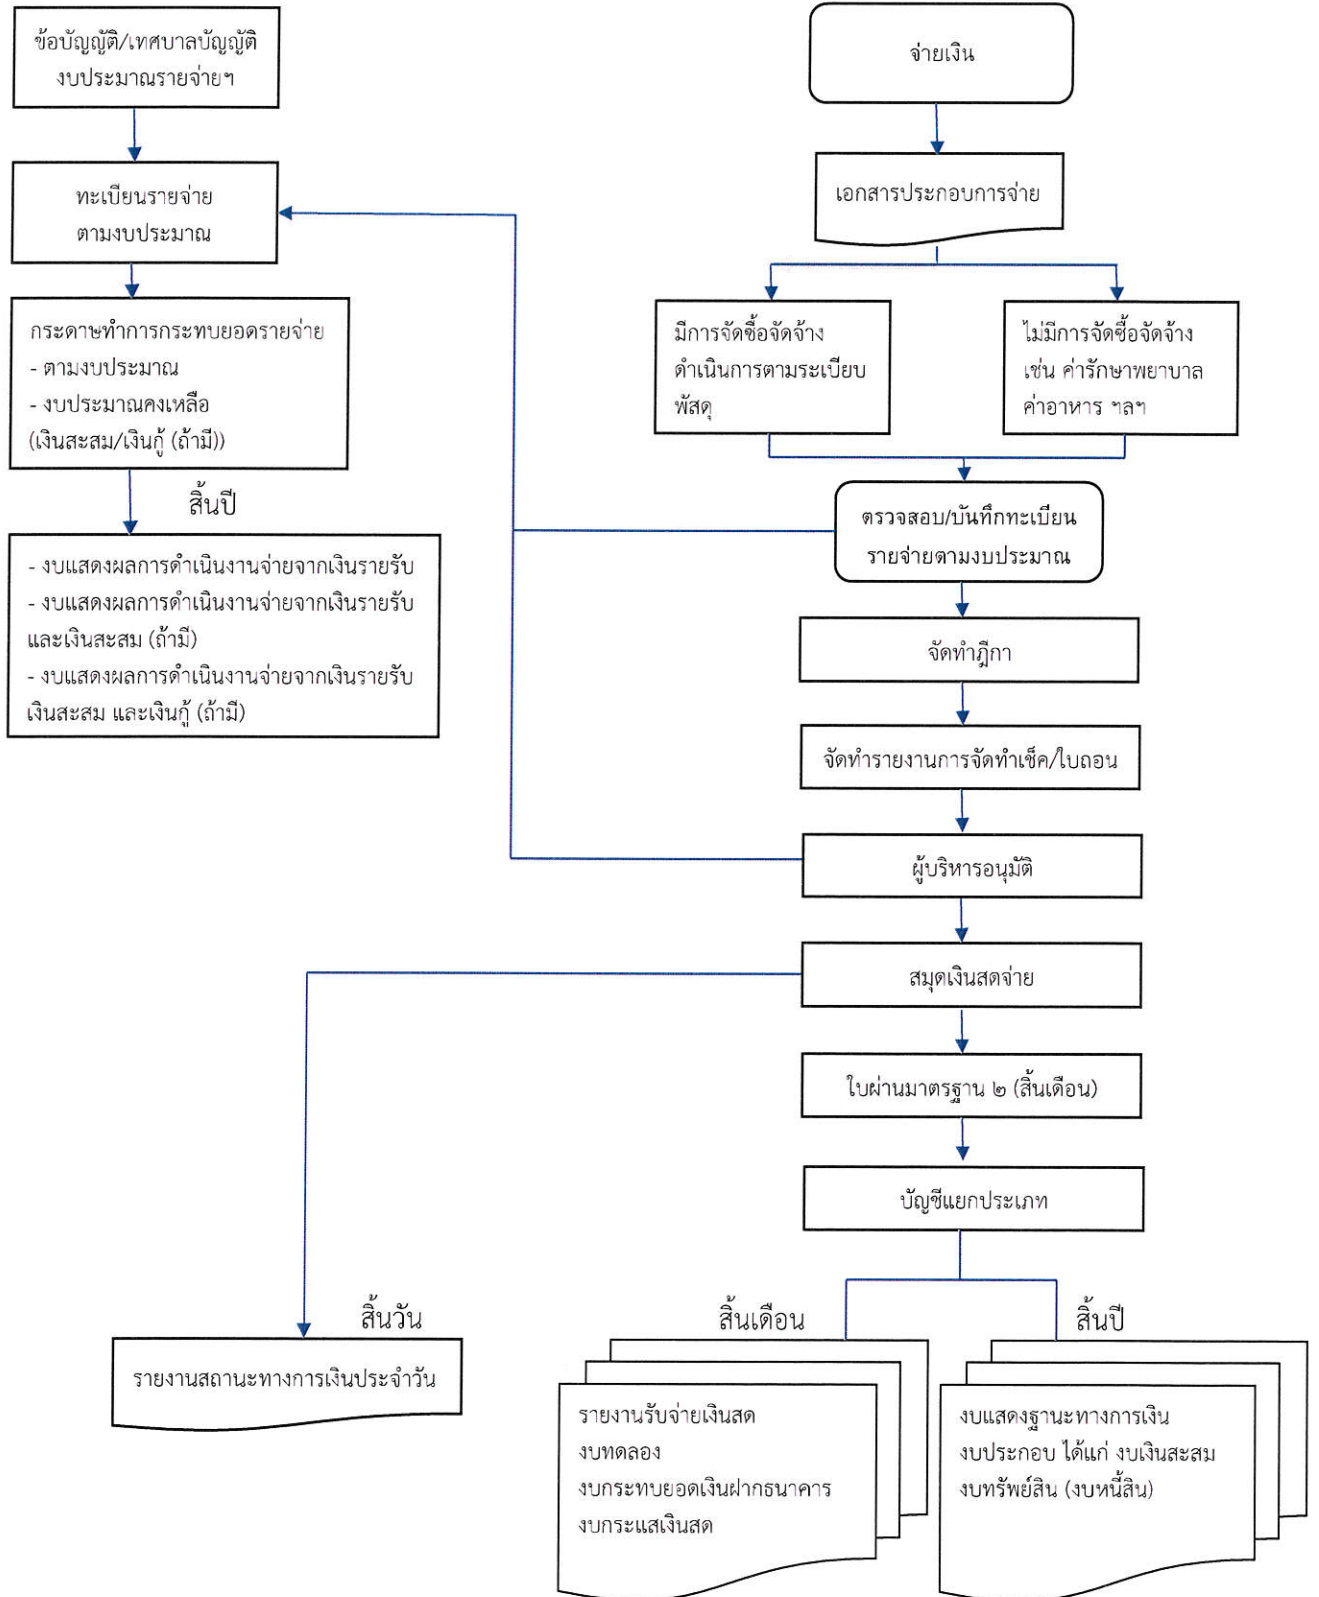 ข้อบัญญัติ/เทศบาลบัญญัติ
งบประมาณรายจ่ายฯ
ทะเบียนรายจ่าย
ตามงบประมาณ
กระดาษทำการกระทบยอดรายจ่าย
- ตามงบประมาณ
- งบประมาณคงเหลือ
(เงินสะสม/เงินกู้ (ถ้ามี))
สิ้นปี
- งบแสดงผลการดำเนินงานจ่ายจากเงินรายรับ
- งบแสดงผลการดำเนินงานจ่ายจากเงินรายรับ
และเงินสะสม (ถ้ามี)
- งบแสดงผลการดำเนินงานจ่ายจากเงินรายรับ
เงินสะสม และเงินกู้ (ถ้ามี)
จ่ายเงิน
เอกสารประกอบการจ่าย
มีการจัดซื้อจัดจ้าง
ดำเนินการตามระเบียบ
พัสดุ
ไม่มีการจัดซื้อจัดจ้าง
เช่น ค่ารักษาพยาบาล
ค่าอาหาร ฯลฯ
ตรวจสอบ/บันทึกทะเบียน
รายจ่ายตามงบประมาณ
จัดทำฎีกา
จัดทำรายงานการจัดทำเช็ค/ใบถอน
ผู้บริหารอนุมัติ
สมุดเงินสดจ่าย
ใบผ่านมาตรฐาน ๒ (สิ้นเดือน)
บัญชีแยกประเภท
สิ้นวัน
รายงานสถานะทางการเงินประจำวัน
สิ้นเดือน
รายงานรับจ่ายเงินสด
งบทดลอง
งบกระทบยอดเงินฝากธนาคาร
งบกระแสเงินสด
สิ้นปี
งบแสดงฐานะทางการเงิน
งบประกอบ ได้แก่ งบเงินสะสม
งบทรัพย์สิน (งบหนี้สิน)